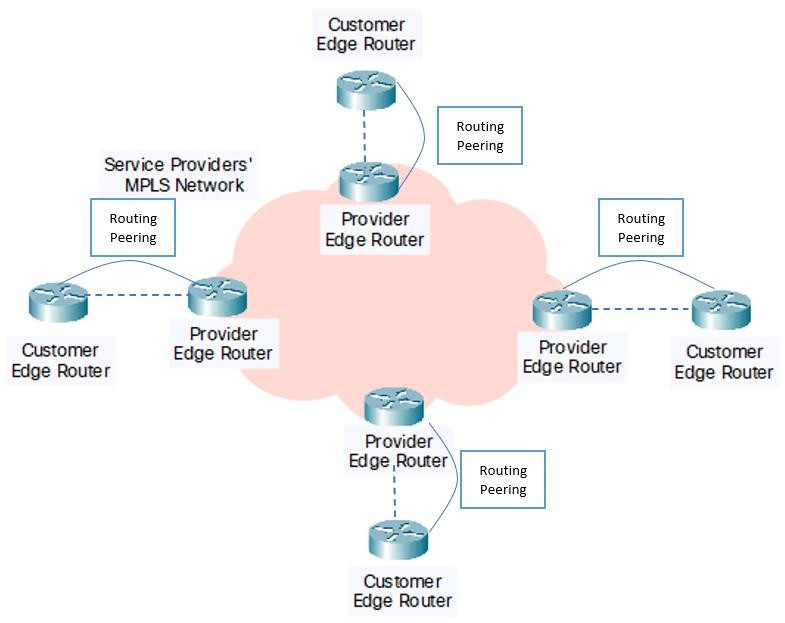 Customer
Edge Router
Routing
Peering
Service Providers'
MPLS Network
Provider
Edge Router
Routing
Peering
Routing
Peering
Customer
Edge Router
Provider
Edge Router
Provider
Edge Router
Customer
Edge Router
Provider
Edge Router
Routing
Peering
Customer
Edge Router